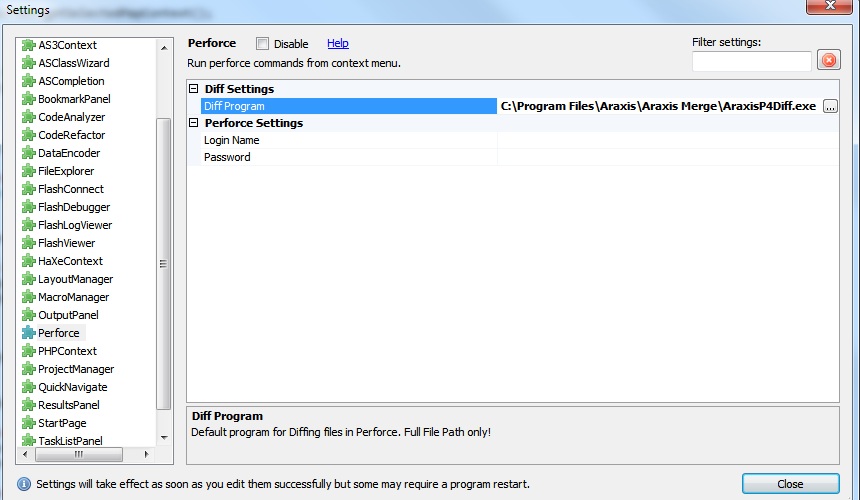 Settings
AS3Context
ASClassWizard
ASCompletion
BookmarkPanel
CodeAnalyzer
CodeRefactor
DataEncoder
FileExplorer
FlashConnect
FlashDebugger
FlashLogViewer
FlashViewer
HaXeContext
LayoutManager
MacroManager
OutputPanel
Perforce
PHPContext
ProjectManager
QuickNavigate
ResultsPanel
StartPage
TaskListPanel
Perforce Disable Help
Filter settings:
Run perforce commands from context menu.
Diff Settings
Diff Program C:\Program Files\Araxis\Araxis Merge\AraxisP4Diff.exe ...
Perforce Settings
Login Name
Password
Diff Program
Default program for Diffing files in Perforce. Full File Path only!
Settings will take effect as soon as you edit them successfully but some may require a program restart.
Close